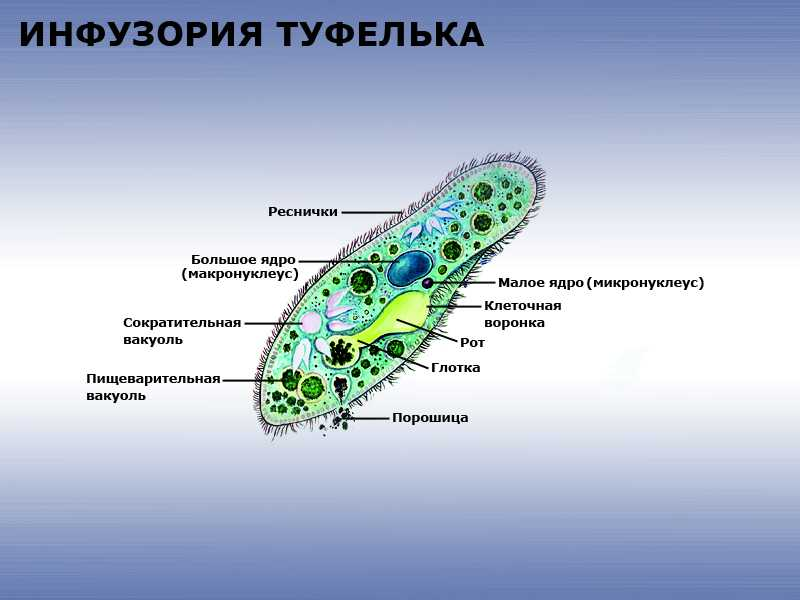 ИНФУЗОРИЯ ТУФЕЛЬКА
Реснички
Большое ядро
(макронуклеус)
Малое ядро (микронуклеус)
Клеточная
воронка
Сократительная
вакуоль
Рот
Глотка
Пищеварительная
вакуоль
Порошица